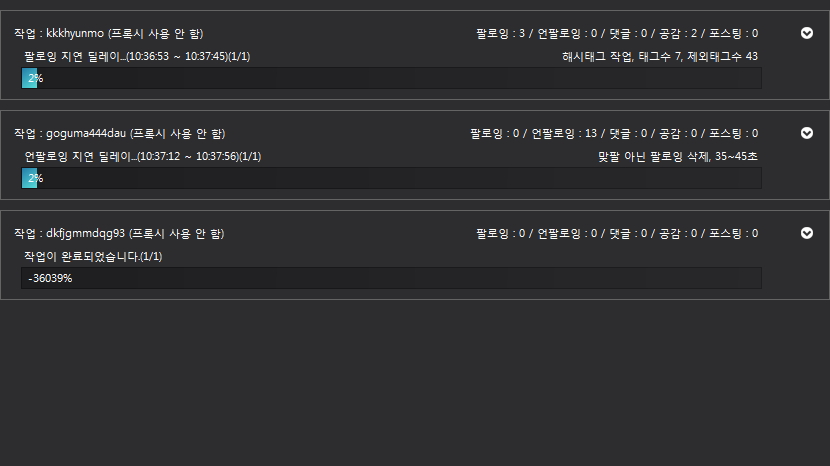 작업 : kkkhyunmo (프록시 사용 안 함) 팔로잉 : 3 / 언팔로잉 : 0 / 댓글 : 0 / 공감 : 2 / 포스팅 : 0
팔로잉 지연 딜레이...(10:36:53 ~ 10:37:45)(1/1) 해시태그 작업, 태그수 7, 제외태그수 43
2%
작업 : goguma444dau (프록시 사용 안 함) 팔로잉 : 0 / 언팔로잉 : 13 / 댓글 : 0 / 공감 : 0 / 포스팅 : 0
언팔로잉 지연 딜레이...(10:37:12 ~ 10:37:56)(1/1) 맞팔 아닌 팔로잉 삭제, 35~45초
2%
작업 : dkfjgmmdqg93 (프록시 사용 안 함) 팔로잉 : 0 / 언팔로잉 : 0 / 댓글 : 0 / 공감 : 0 / 포스팅 : 0
작업이 완료되었습니다.(1/1)
-36039%